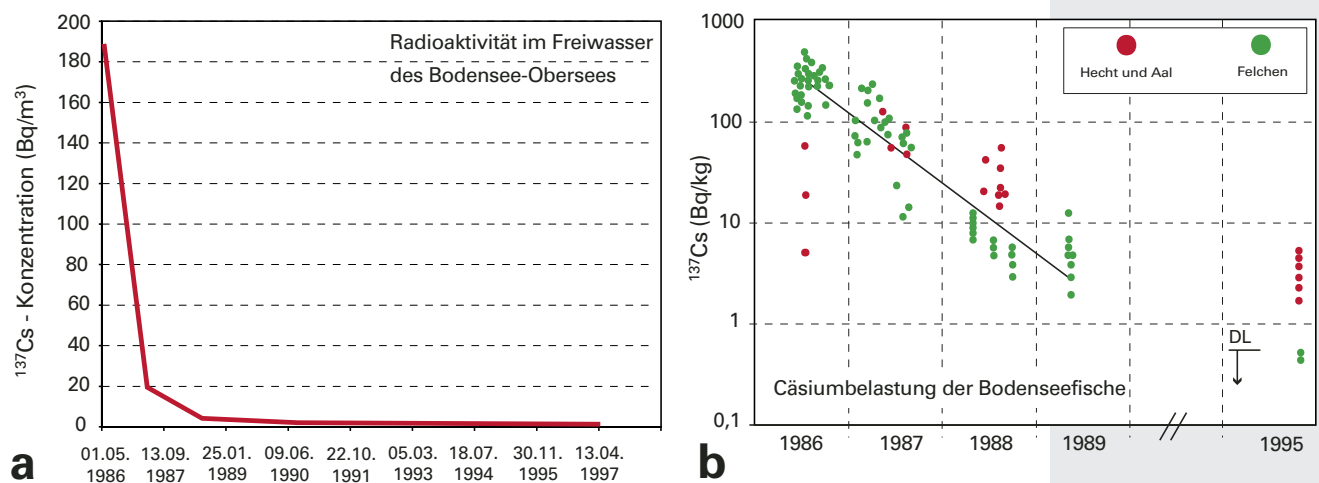 200
180
160
140
120
100
80
60
40
20
0
¹³⁷Cs - Konzentration (Bq/m³)
Radioaktivität im Freiwasser
des Bodensee-Obersees
01.05. 13.09. 25.01. 09.06. 22.10. 05.03. 18.07. 30.11. 13.04.
1986 1987 1989 1990 1991 1993 1994 1995 1997
a
1000
100
10
1
0,1
¹³⁷Cs (Bq/kg)
Hecht und Aal Felchen
DL
Cäsiumbelastung der Bodenseefische
1986 1987 1988 1989 // 1995
b